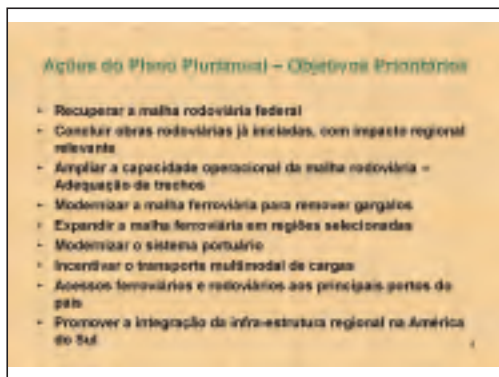 Ações do Plano Plurianual – Objetivos Prioritários
• Recuperar a malha rodoviária federal
• Concluir obras rodoviárias já iniciadas, com impacto regional
relevante
• Ampliar a capacidade operacional da malha rodoviária –
Adequação de trechos
• Modernizar a malha ferroviária para remover gargalos
• Expandir a malha ferroviária em regiões selecionadas
• Modernizar o sistema portuário
• Incentivar o transporte multimodal de cargas
• Acessos ferroviários e rodoviários aos principais portos do
país
• Promover a integração da infra-estrutura regional na América
do Sul